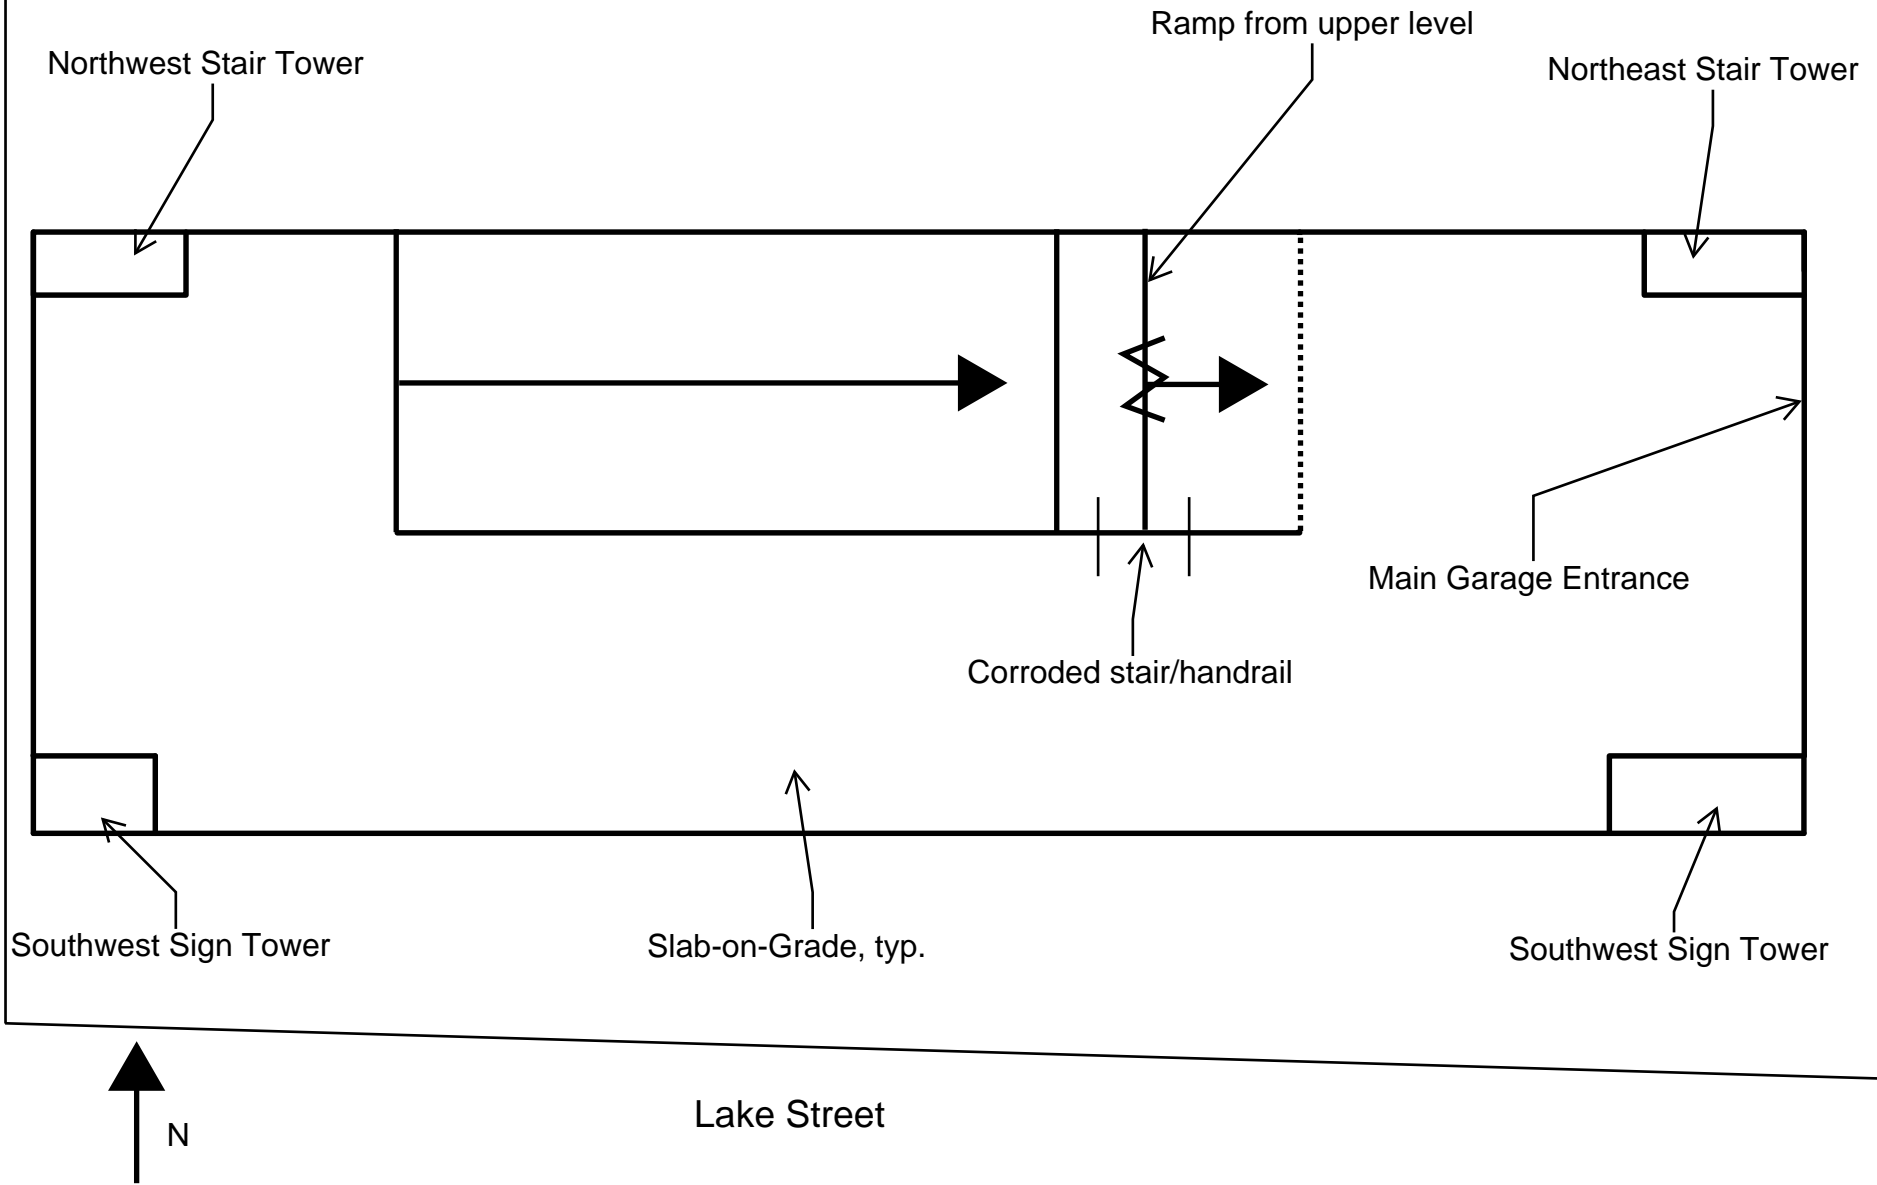 Ramp from upper level
Northwest Stair Tower
Northeast Stair Tower
Main Garage Entrance
Corroded stair/handrail
Southwest Sign Tower
Slab-on-Grade, typ.
Southwest Sign Tower
Lake Street
N